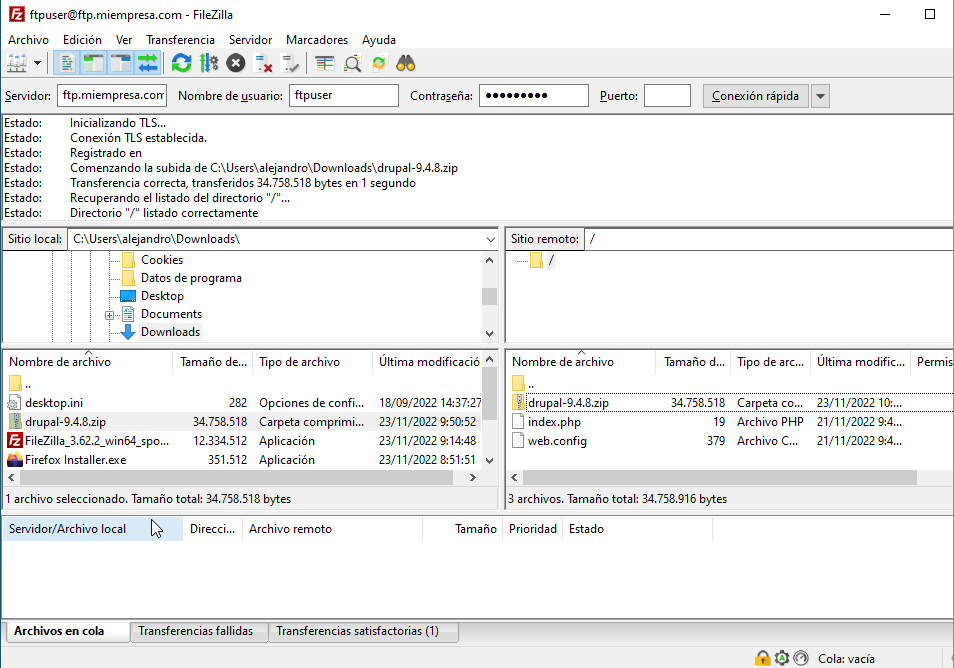 ftpuser@ftp.miempresa.com - FileZilla
Archivo Edición Ver Transferencia Servidor Marcadores Ayuda
Servidor: ftp.miempresa.com Nombre de usuario: ftpuser Contraseña: ●●●●●●●●● Puerto: Conexión rápida
Estado: Inicializando TLS...
Estado: Conexión TLS establecida.
Estado: Registrado en
Estado: Comenzando la subida de C:\Users\alejandro\Downloads\drupal-9.4.8.zip
Estado: Transferencia correcta, transferidos 34.758.518 bytes en 1 segundo
Estado: Recuperando el listado del directorio "/"...
Estado: Directorio "/" listado correctamente
Sitio local: C:\Users\alejandro\Downloads\
Cookies
Datos de programa
Desktop
Documents
Downloads
Sitio remoto: /
/
Nombre de archivo Tamaño de... Tipo de archivo Última modificació
..
desktop.ini 282 Opciones de confi... 18/09/2022 14:37:27
drupal-9.4.8.zip 34.758.518 Carpeta comprimi... 23/11/2022 9:50:52
FileZilla_3.62.2_win64_spo... 12.334.512 Aplicación 23/11/2022 9:14:48
Firefox Installer.exe 351.512 Aplicación 23/11/2022 8:51:51
1 archivo seleccionado. Tamaño total: 34.758.518 bytes
Nombre de archivo Tamaño d... Tipo de arc... Última modific... Permis
..
drupal-9.4.8.zip 34.758.518 Carpeta co... 23/11/2022 10:...
index.php 19 Archivo PHP 21/11/2022 9:4...
web.config 379 Archivo C... 21/11/2022 9:4...
3 archivos. Tamaño total: 34.758.916 bytes
Servidor/Archivo local Direcci... Archivo remoto Tamaño Prioridad Estado
Archivos en cola Transferencias fallidas Transferencias satisfactorias (1)
Cola: vacía